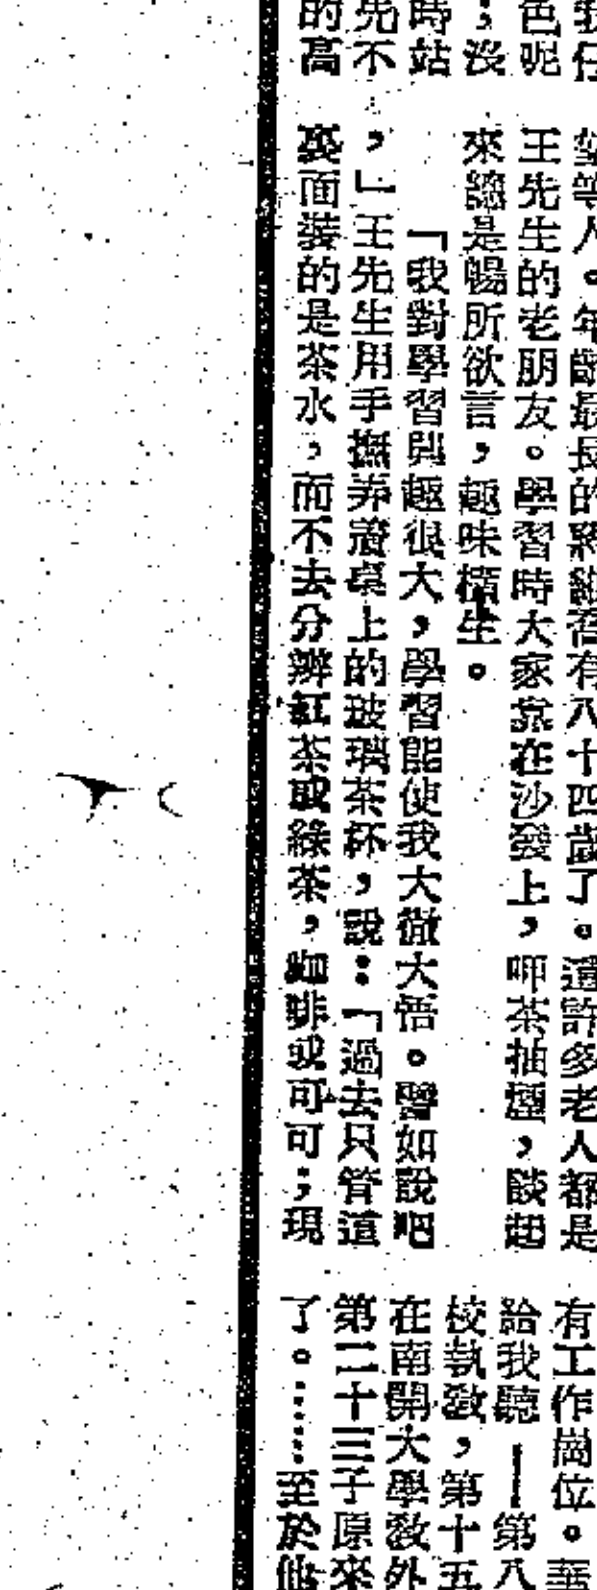 色呢
；沒
時站
先不
的高
等人。年齡最長的
有八十四歲了。這許多老人都是
王先生的老朋友。學習時大家靠在沙發上，呷茶抽煙，談起
來總是暢所欲言，趣味橫生。
「我對學習興趣很大，學習能使我大徹大悟。譬如說吧
，」王先生用手撫弄着桌上的玻璃茶杯，說：「過去只管這
裏面裝的是茶水，而不去分辨紅茶或綠茶，咖啡或可可；現
有工作崗位。
給我聽——第八
校執敎，第十五
在南開大學敎外
第二十三子原來
了。……至於他